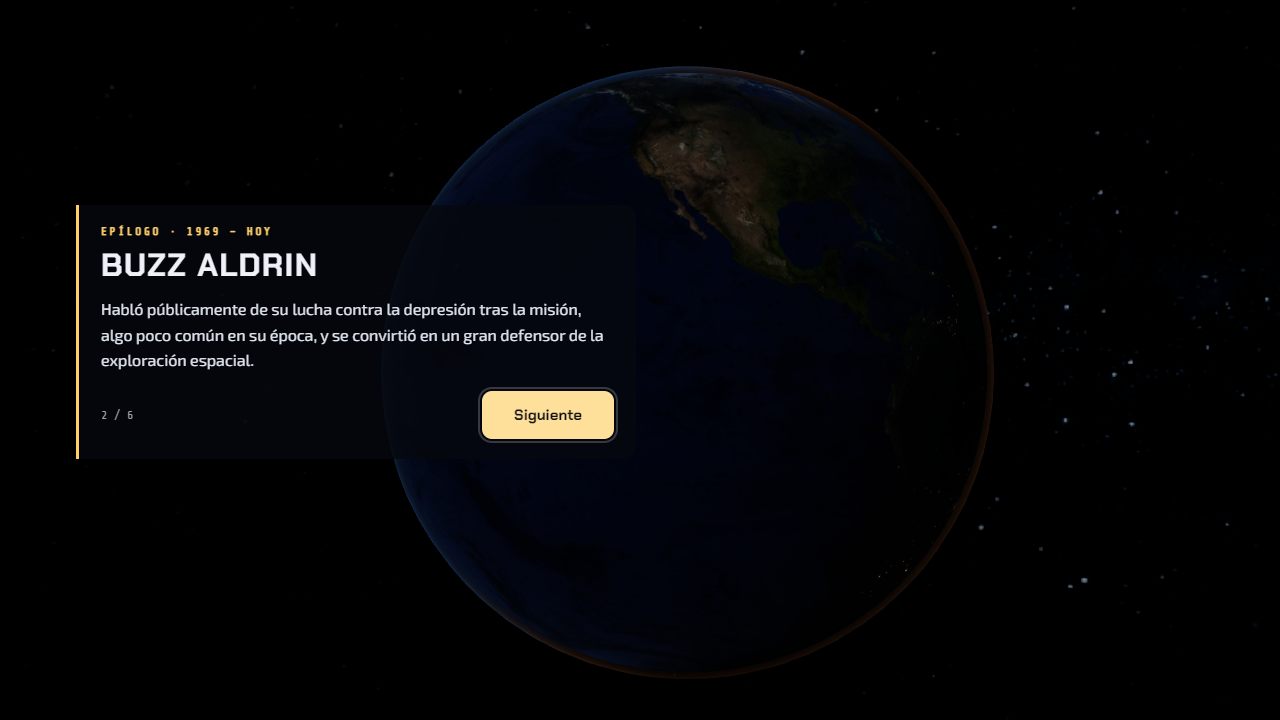 EPÍLOGO · 1969 – HOY
BUZZ ALDRIN
Habló públicamente de su lucha contra la depresión tras la misión,
algo poco común en su época, y se convirtió en un gran defensor de la
exploración espacial.
2 / 6
Siguiente